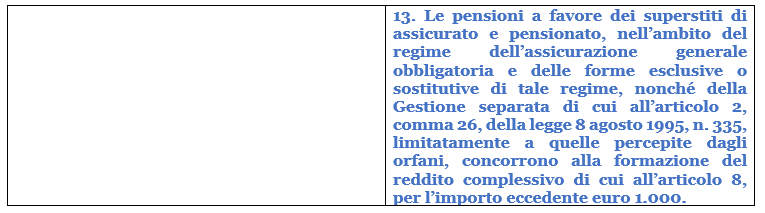 13. Le pensioni a favore dei superstiti di
assicurato e pensionato, nell’ambito del
regime dell’assicurazione generale
obbligatoria e delle forme esclusive o
sostitutive di tale regime, nonché della
Gestione separata di cui all’articolo 2,
comma 26, della legge 8 agosto 1995, n. 335,
limitatamente a quelle percepite dagli
orfani, concorrono alla formazione del
reddito complessivo di cui all’articolo 8,
per l’importo eccedente euro 1.000.